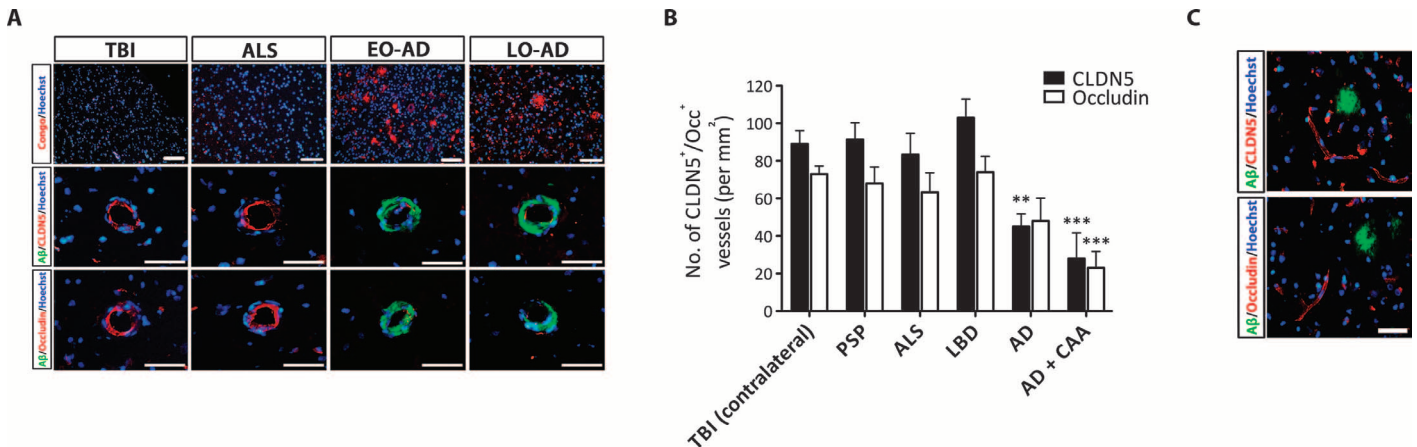 A
TBI
ALS
EO-AD
LO-AD
Congo/Hoechst
Aβ/CLDN5/Hoechst
Aβ/Occludin/Hoechst
B
No. of CLDN5⁺/Occ⁺
vessels (per mm²)
120
100
80
60
40
20
0
CLDN5
Occludin
**
***
***
TBI (contralateral)
PSP
ALS
LBD
AD
AD + CAA
C
Aβ/CLDN5/Hoechst
Aβ/Occludin/Hoechst